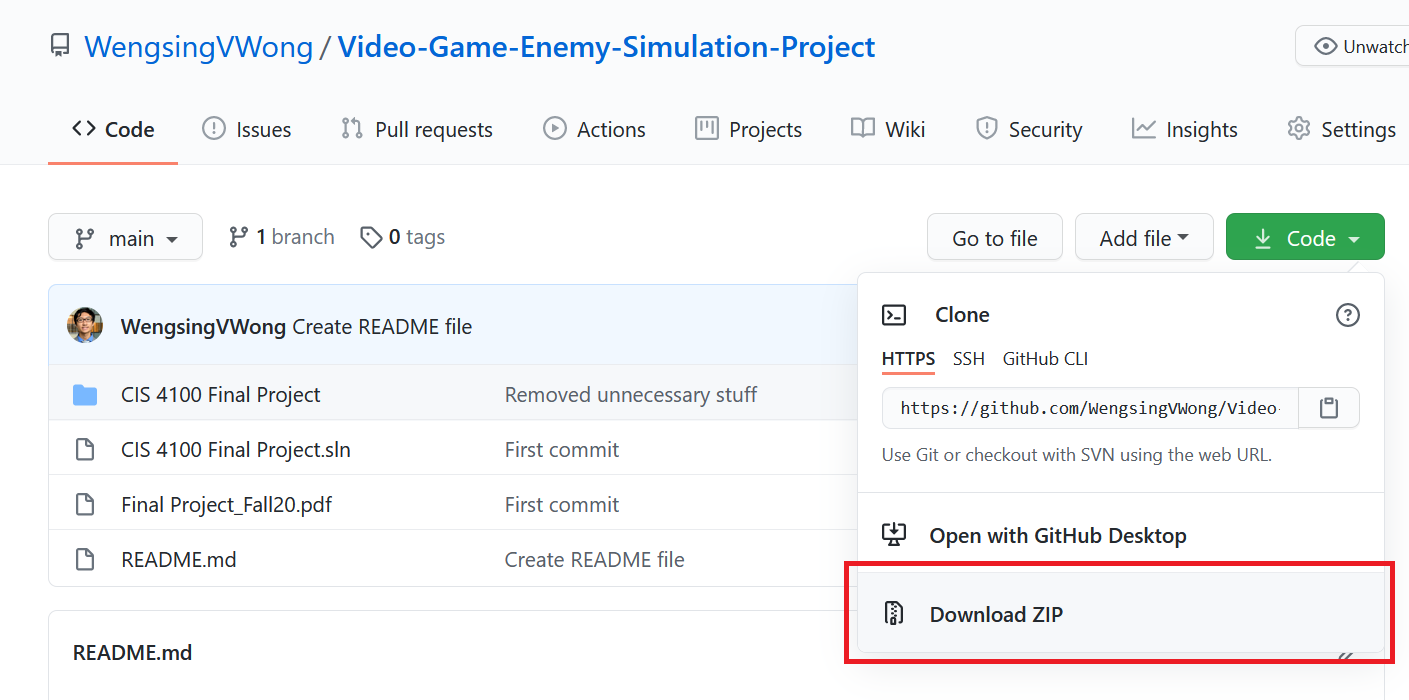 WengsingVWong / Video-Game-Enemy-Simulation-Project
Unwatch
Code Issues Pull requests Actions Projects Wiki Security Insights Settings
main 1 branch 0 tags Go to file Add file Code
WengsingVWong Create README file
CIS 4100 Final Project Removed unnecessary stuff
CIS 4100 Final Project.sln First commit
Final Project_Fall20.pdf First commit
README.md Create README file
README.md
Clone
HTTPS SSH GitHub CLI
https://github.com/WengsingVWong/Video-
Use Git or checkout with SVN using the web URL.
Open with GitHub Desktop
Download ZIP